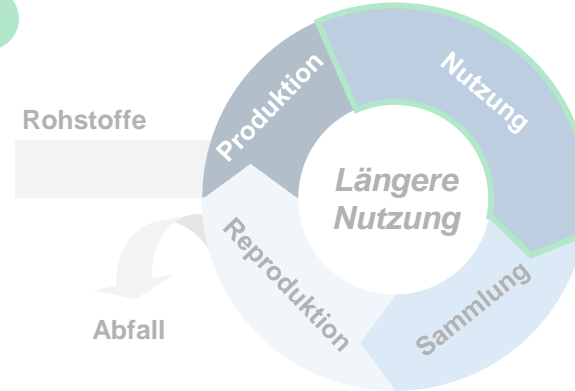 Rohstoffe
Produktion
Nutzung
Längere
Nutzung
Reproduktion
Sammlung
Abfall